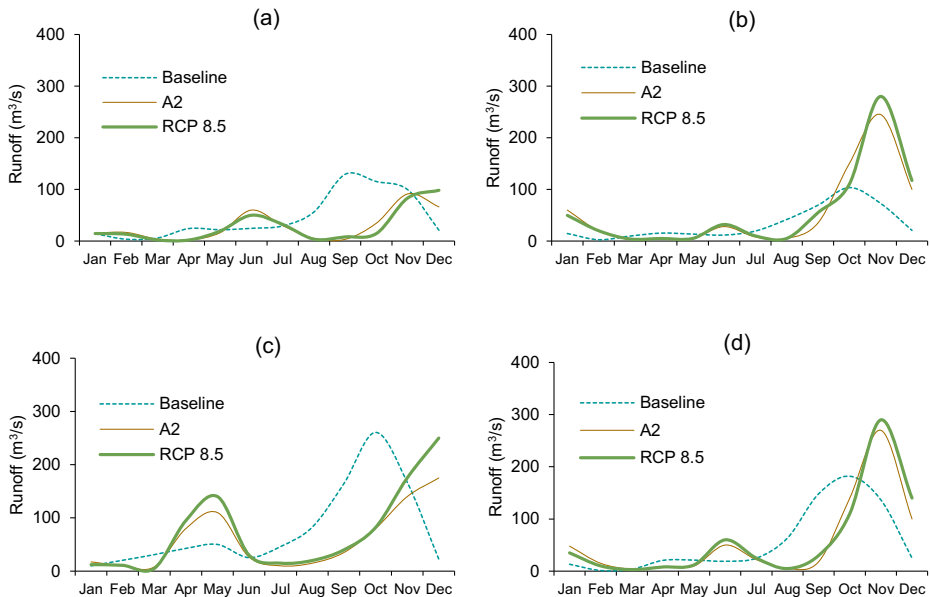 (a)
400
300
200
100
0
Runoff (m³/s)
Baseline
A2
RCP 8.5
Jan Feb Mar Apr May Jun Jul Aug Sep Oct Nov Dec
(b)
400
300
200
100
0
Runoff (m³/s)
Baseline
A2
RCP 8.5
Jan Feb Mar Apr May Jun Jul Aug Sep Oct Nov Dec
(c)
400
300
200
100
0
Runoff (m³/s)
Baseline
A2
RCP 8.5
Jan Feb Mar Apr May Jun Jul Aug Sep Oct Nov Dec
(d)
400
300
200
100
0
Runoff (m³/s)
Baseline
A2
RCP 8.5
Jan Feb Mar Apr May Jun Jul Aug Sep Oct Nov Dec